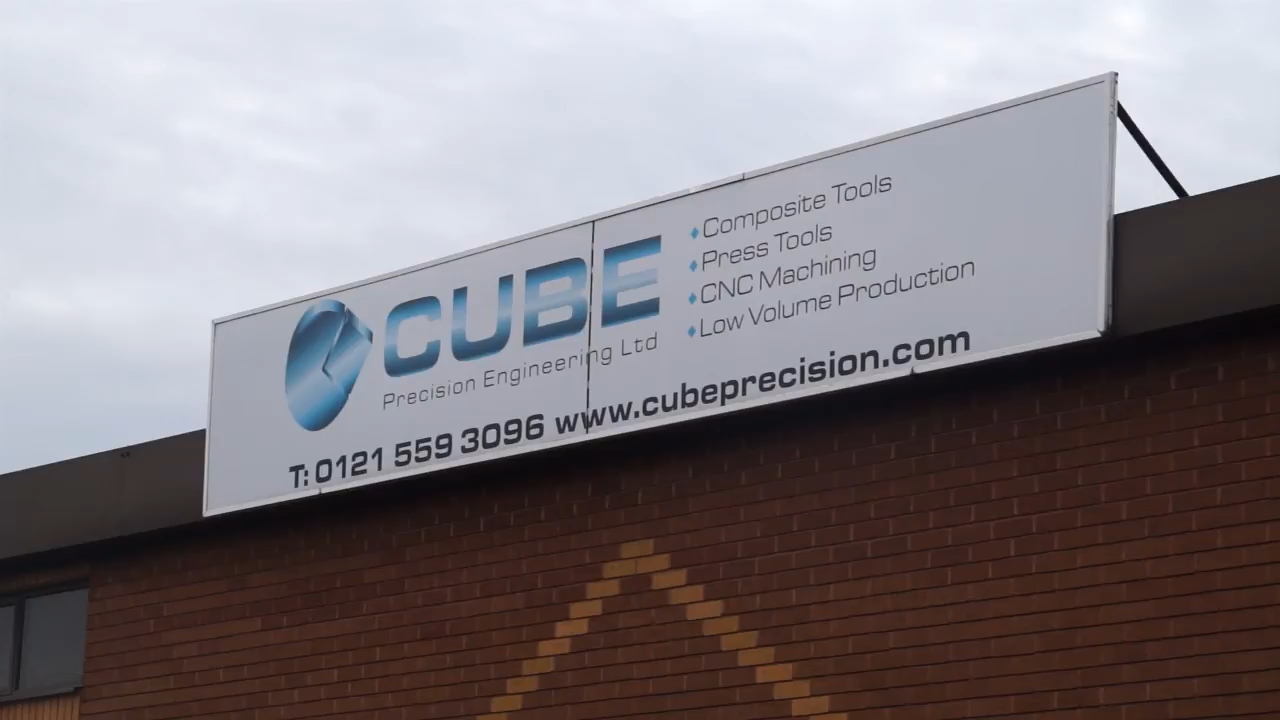 CUBE
Precision Engineering Ltd
Composite Tools
Press Tools
CNC Machining
Low Volume Production
T: 0121 559 3096 www.cubeprecision.com